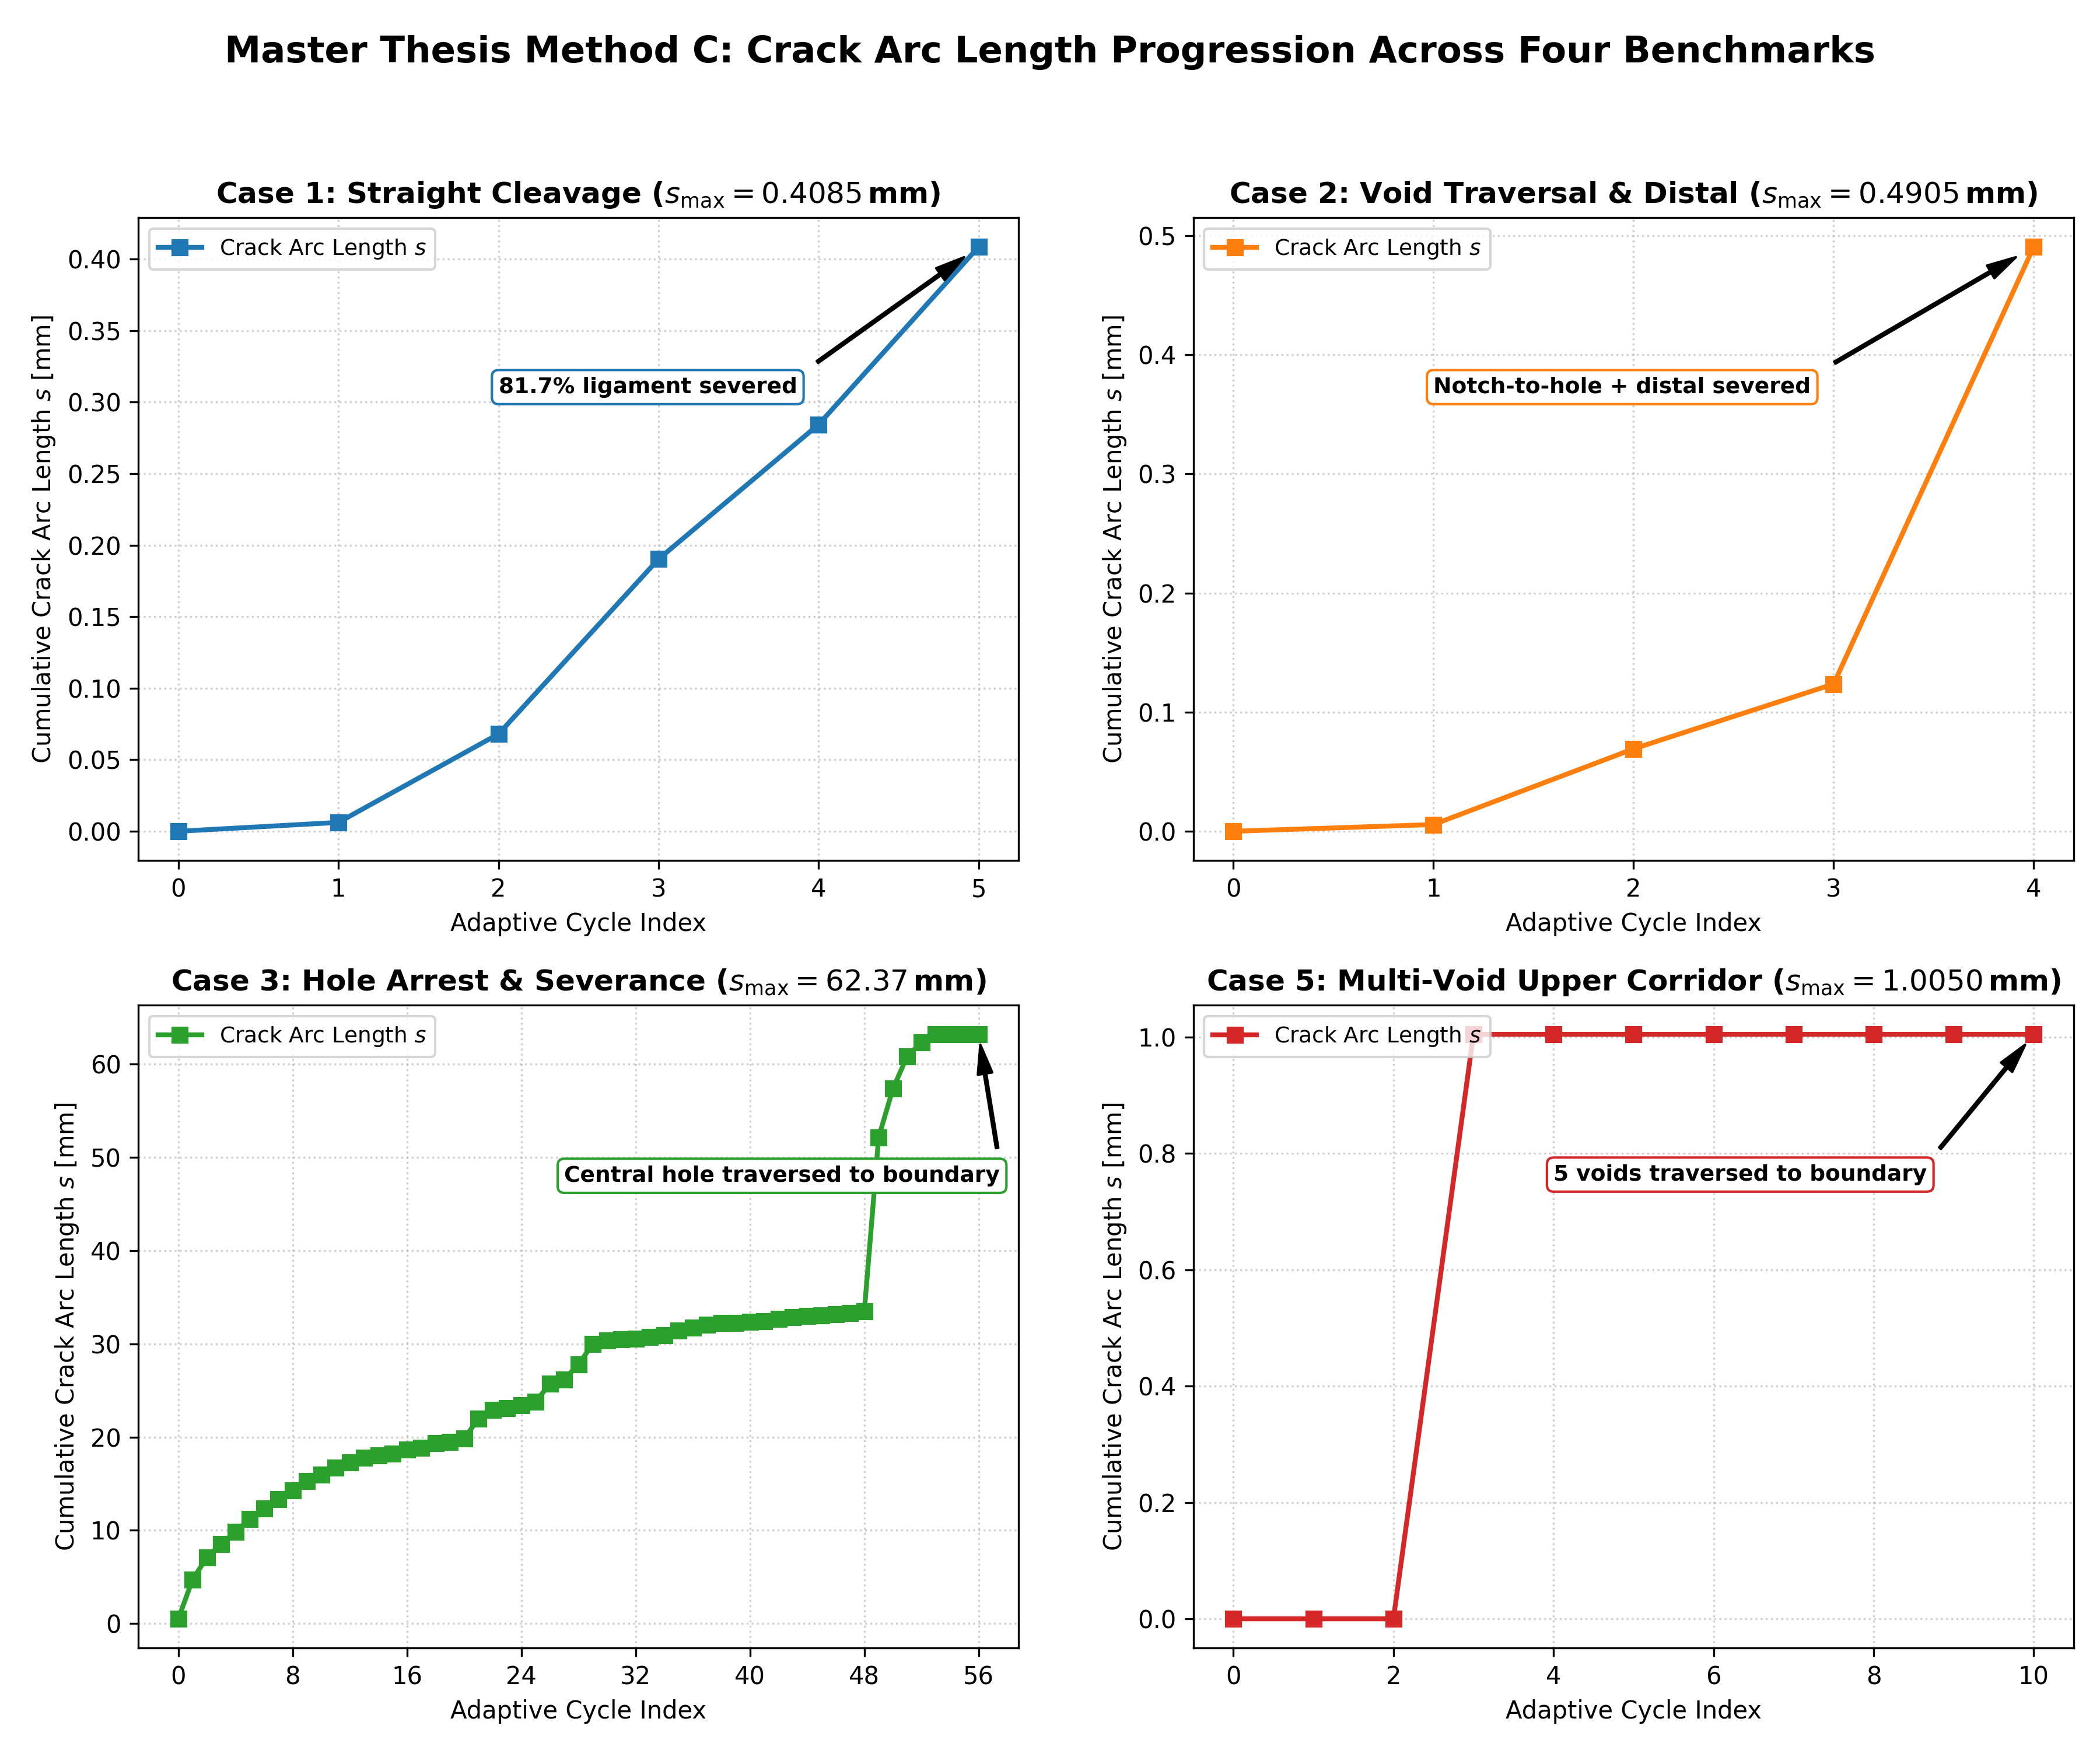 Master Thesis Method C: Crack Arc Length Progression Across Four Benchmarks
Case 1: Straight Cleavage (s_max = 0.4085 mm)
Crack Arc Length s
81.7% ligament severed
Cumulative Crack Arc Length s [mm]
0.40
0.35
0.30
0.25
0.20
0.15
0.10
0.05
0.00
0 1 2 3 4 5
Adaptive Cycle Index
Case 2: Void Traversal & Distal (s_max = 0.4905 mm)
Crack Arc Length s
Notch-to-hole + distal severed
Cumulative Crack Arc Length s [mm]
0.5
0.4
0.3
0.2
0.1
0.0
0 1 2 3 4
Adaptive Cycle Index
Case 3: Hole Arrest & Severance (s_max = 62.37 mm)
Crack Arc Length s
Central hole traversed to boundary
Cumulative Crack Arc Length s [mm]
60
50
40
30
20
10
0
0 8 16 24 32 40 48 56
Adaptive Cycle Index
Case 5: Multi-Void Upper Corridor (s_max = 1.0050 mm)
Crack Arc Length s
5 voids traversed to boundary
Cumulative Crack Arc Length s [mm]
1.0
0.8
0.6
0.4
0.2
0.0
0 2 4 6 8 10
Adaptive Cycle Index